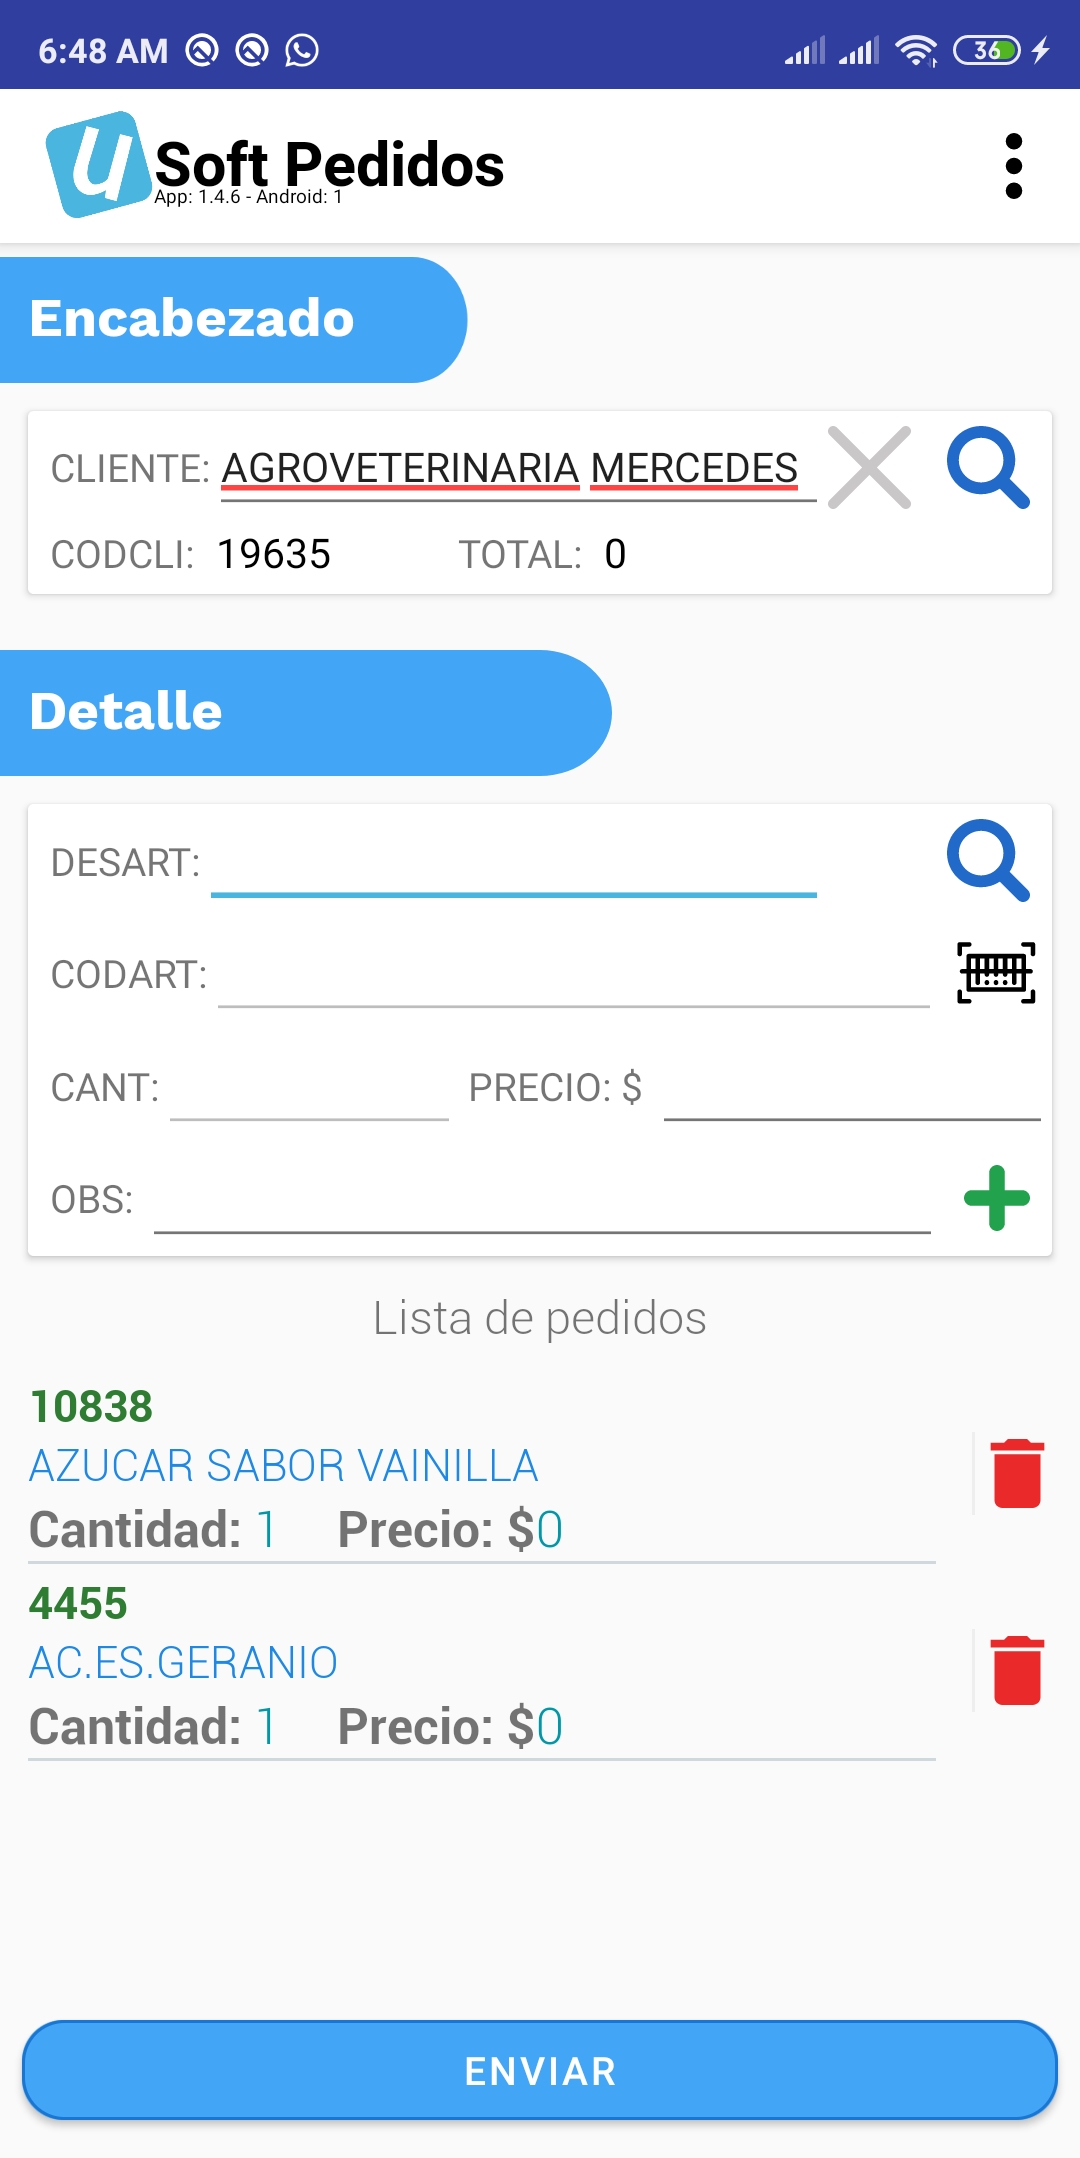 6:48 AM 36
U Soft Pedidos
App: 1.4.6 - Android: 1
Encabezado
CLIENTE: AGROVETERINARIA MERCEDES
CODCLI: 19635 TOTAL: 0
Detalle
DESART:
CODART:
CANT: PRECIO: $
OBS:
Lista de pedidos
10838
AZUCAR SABOR VAINILLA
Cantidad: 1 Precio: $0
4455
AC.ES.GERANIO
Cantidad: 1 Precio: $0
ENVIAR